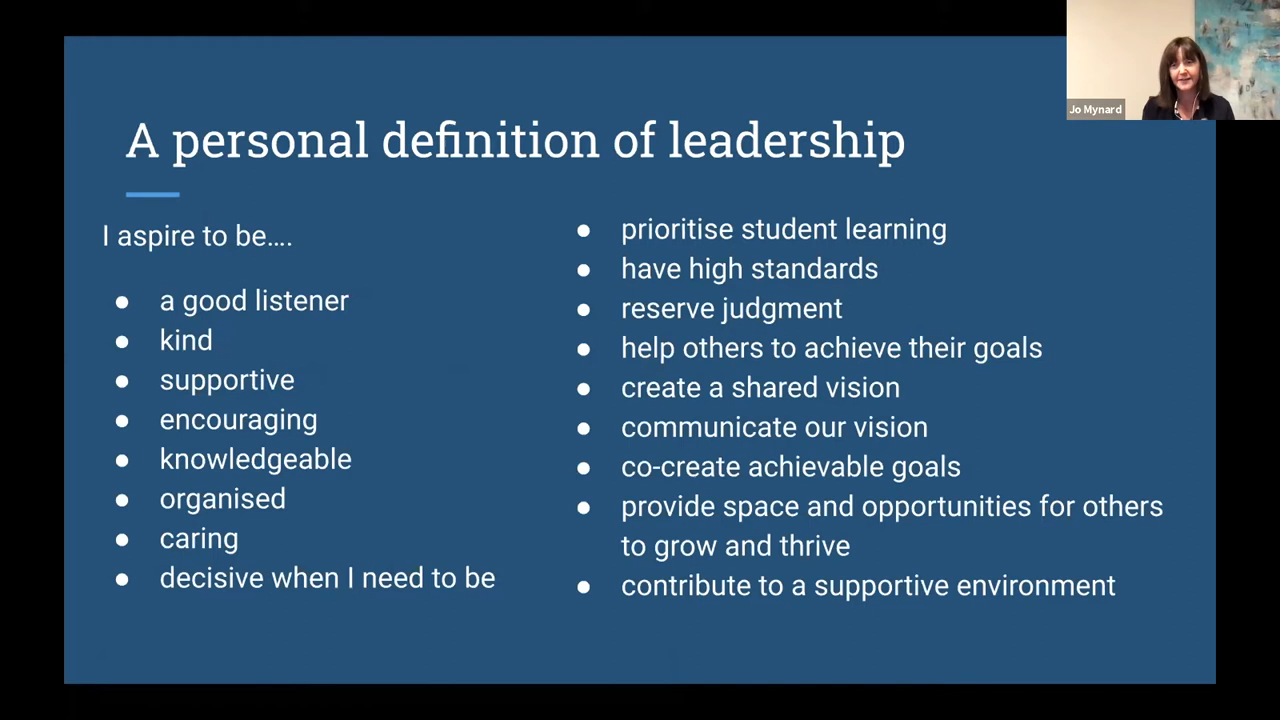 A personal definition of leadership
I aspire to be....
● a good listener
● kind
● supportive
● encouraging
● knowledgeable
● organised
● caring
● decisive when I need to be
● prioritise student learning
● have high standards
● reserve judgment
● help others to achieve their goals
● create a shared vision
● communicate our vision
● co-create achievable goals
● provide space and opportunities for others
to grow and thrive
● contribute to a supportive environment
Jo Mynard